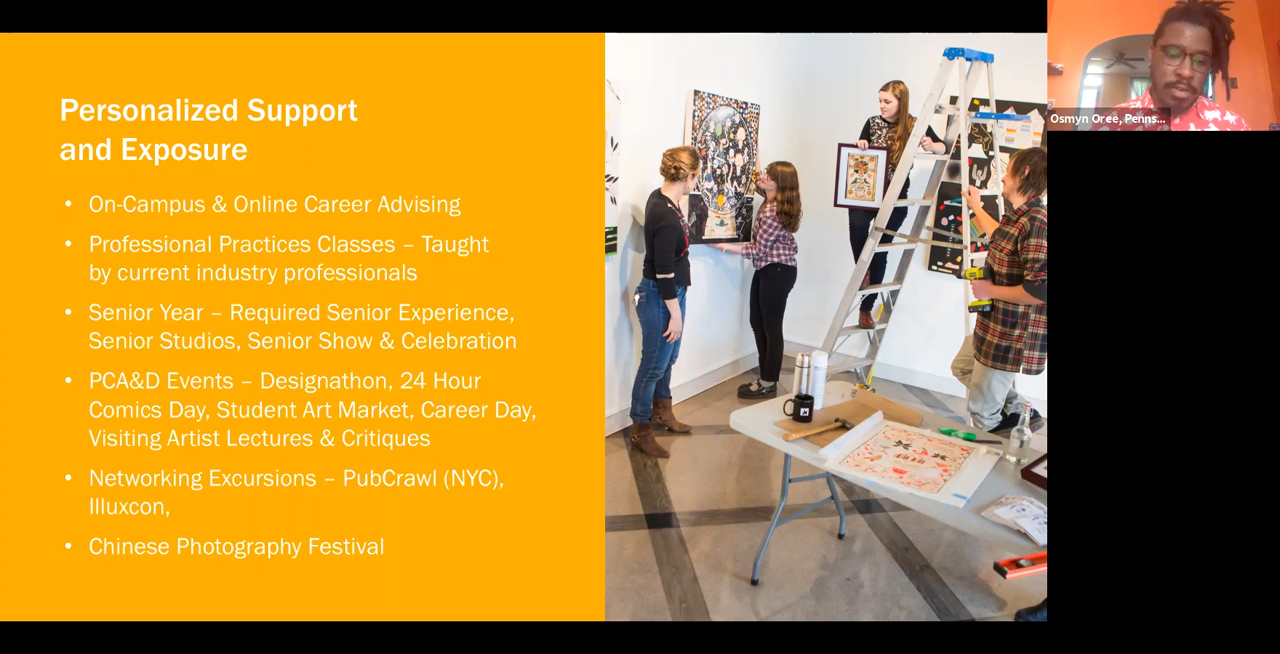 Personalized Support
and Exposure
• On-Campus & Online Career Advising
• Professional Practices Classes – Taught
by current industry professionals
• Senior Year – Required Senior Experience,
Senior Studios, Senior Show & Celebration
• PCA&D Events – Designathon, 24 Hour
Comics Day, Student Art Market, Career Day,
Visiting Artist Lectures & Critiques
• Networking Excursions – PubCrawl (NYC),
Illuxcon,
• Chinese Photography Festival
Osmyn Oree, Penns...